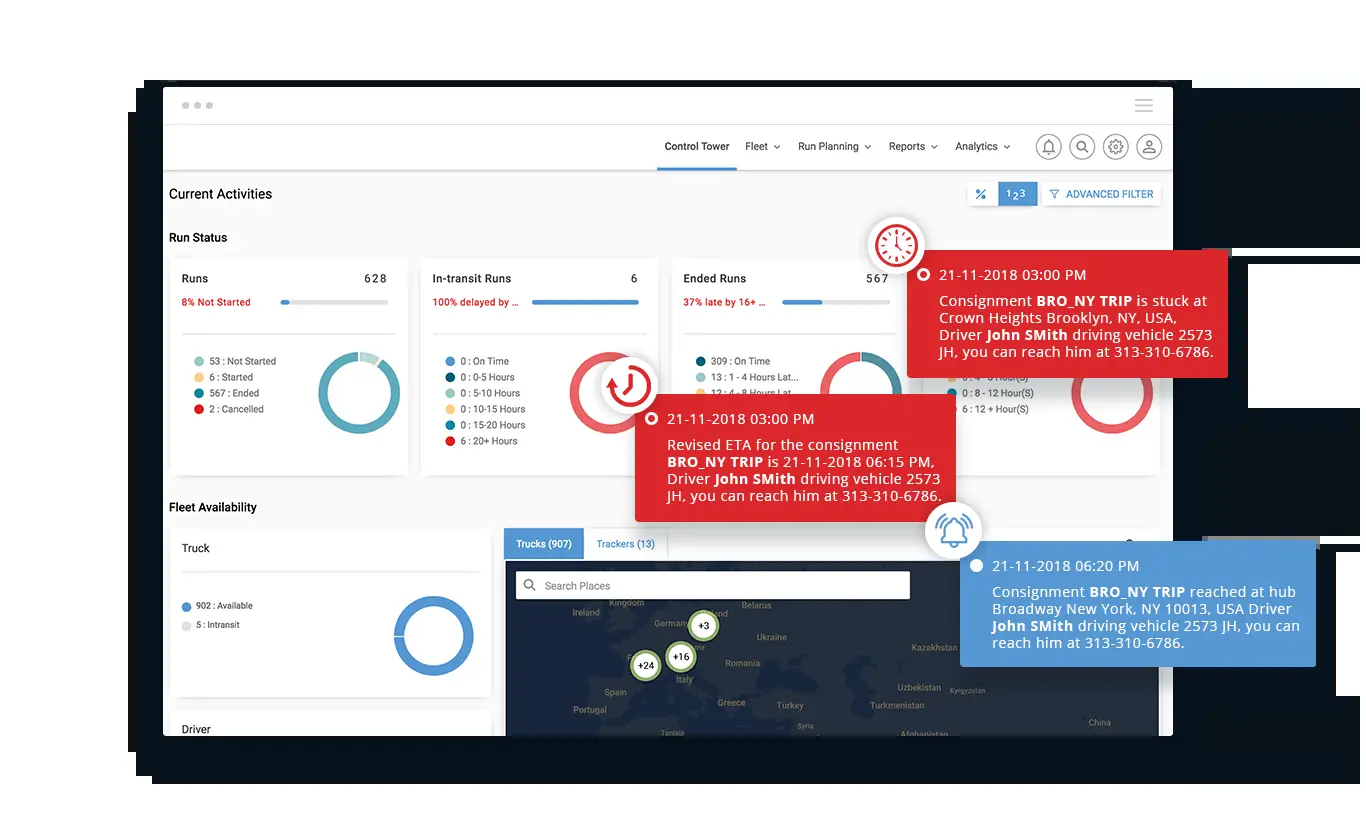 Control Tower
Fleet
Run Planning
Reports
Analytics
Current Activities
%
123
ADVANCED FILTER
Run Status
Runs 628
8% Not Started
53 : Not Started
6 : Started
567 : Ended
2 : Cancelled
In-transit Runs 6
100% delayed by ...
0 : On Time
0 : 0-5 Hours
0 : 5-10 Hours
0 : 10-15 Hours
0 : 15-20 Hours
6 : 20+ Hours
Ended Runs 567
37% late by 16+ ...
309 : On Time
13 : 1 - 4 Hours Lat...
12 : 4 - 8 Hours Lat
0 : 8 - 12 Hour(S)
6 : 12 + Hour(S)
21-11-2018 03:00 PM
Consignment BRO_NY TRIP is stuck at
Crown Heights Brooklyn, NY, USA,
Driver John SMith driving vehicle 2573
JH, you can reach him at 313-310-6786.
21-11-2018 03:00 PM
Revised ETA for the consignment
BRO_NY TRIP is 21-11-2018 06:15 PM,
Driver John SMith driving vehicle 2573
JH, you can reach him at 313-310-6786.
21-11-2018 06:20 PM
Consignment BRO_NY TRIP reached at hub
Broadway New York, NY 10013, USA Driver
John SMith driving vehicle 2573 JH, you can
reach him at 313-310-6786.
Fleet Availability
Truck
902 : Available
5 : Intransit
Driver
Trucks (907)
Trackers (13)
Search Places
Ireland
Kingdom
Belarus
German
+3
Ukraine
Kazakhstan
+24
+16
Romania
Italy
Spain
Uzbekistan
Kyrgyzstan
Portugal
Greece
Turkey
Turkmenistan
Syria
China
Tunisia
Afghanistan